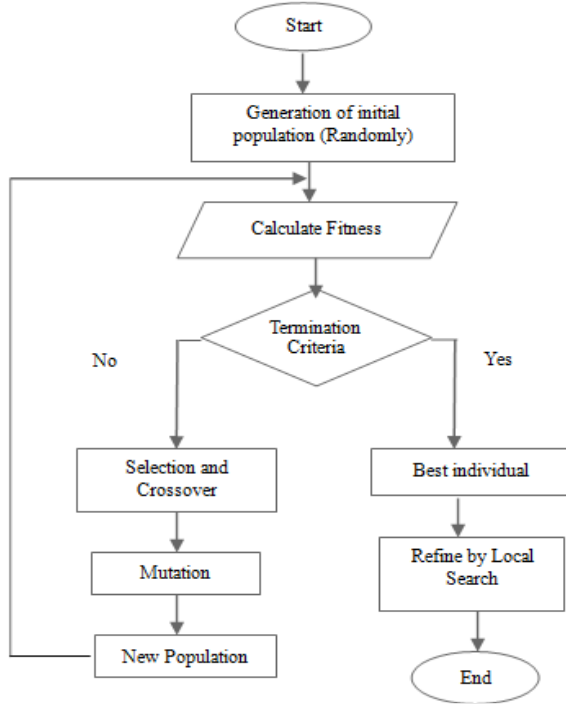 Start
Generation of initial
population (Randomly)
Calculate Fitness
Termination
Criteria
No
Yes
Selection and
Crossover
Best individual
Mutation
Refine by Local
Search
New Population
End